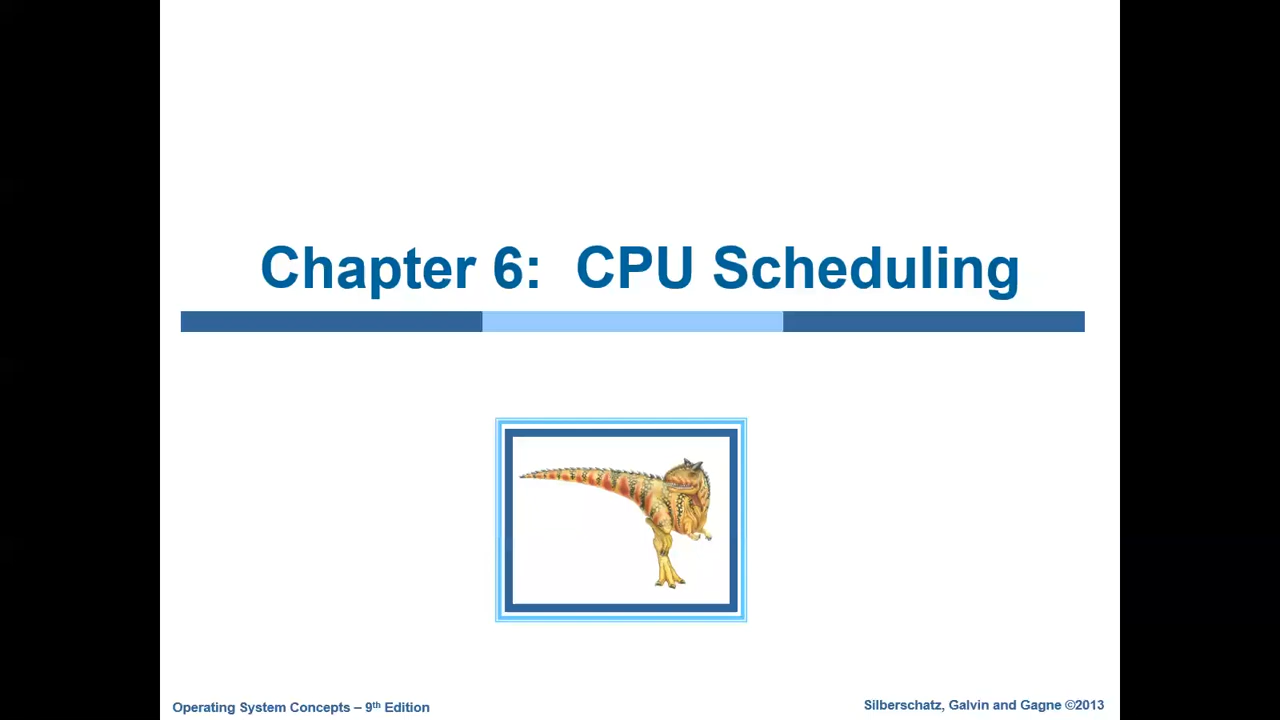 Chapter 6:  CPU Scheduling
Operating System Concepts – 9th Edition
Silberschatz, Galvin and Gagne ©2013